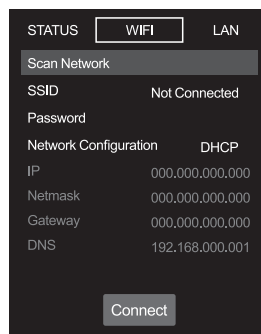 STATUS WIFI LAN
Scan Network
SSID Not Connected
Password
Network Configuration DHCP
IP 000.000.000.000
Netmask 000.000.000.000
Gateway 000.000.000.000
DNS 192.168.000.001
Connect